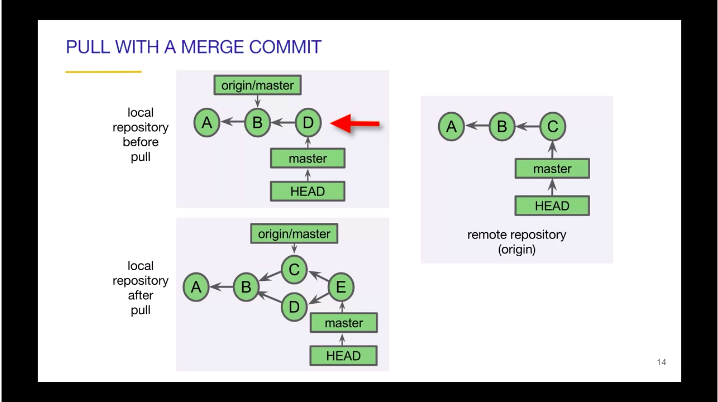 PULL WITH A MERGE COMMIT
local
repository
before
pull
origin/master
A
B
D
master
HEAD
A
B
C
master
HEAD
remote repository
(origin)
local
repository
after
pull
origin/master
A
B
C
D
E
master
HEAD
14